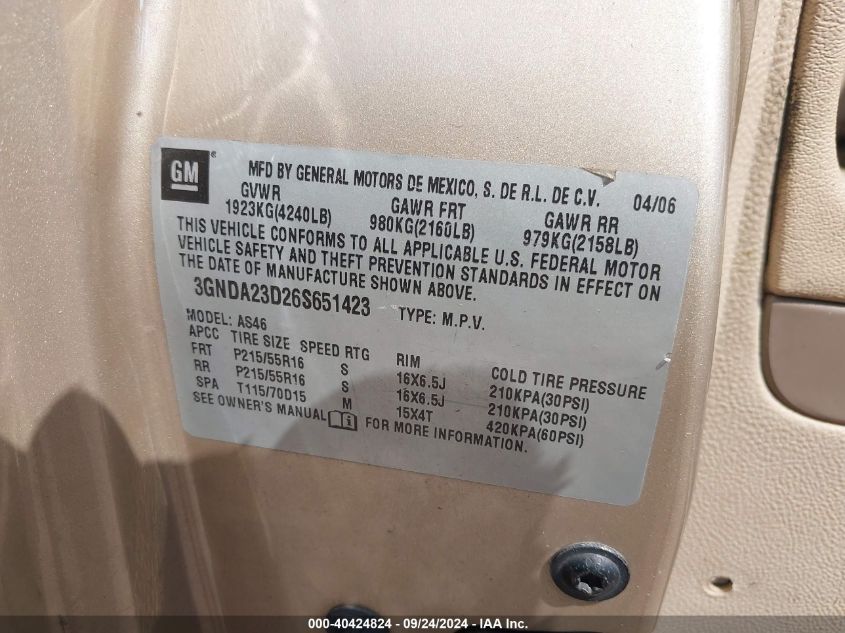 GM
MFD BY GENERAL MOTORS DE MEXICO, S. DE R.L. DE C.V. 04/06
GVWR GAWR FRT GAWR RR
1923KG(4240LB) 980KG(2160LB) 979KG(2158LB)
THIS VEHICLE CONFORMS TO ALL APPLICABLE U.S. FEDERAL MOTOR
VEHICLE SAFETY AND THEFT PREVENTION STANDARDS IN EFFECT ON
THE DATE OF MANUFACTURE SHOWN ABOVE.
3GNDA23D26S651423 TYPE: M.P.V.
MODEL: AS46
APCC TIRE SIZE SPEED RTG RIM COLD TIRE PRESSURE
FRT P215/55R16 S 16X6.5J 210KPA(30PSI)
RR P215/55R16 S 16X6.5J 210KPA(30PSI)
SPA T115/70D15 M 15X4T 420KPA(60PSI)
SEE OWNER'S MANUAL i FOR MORE INFORMATION.
000-40424824 - 09/24/2024 - IAA Inc.